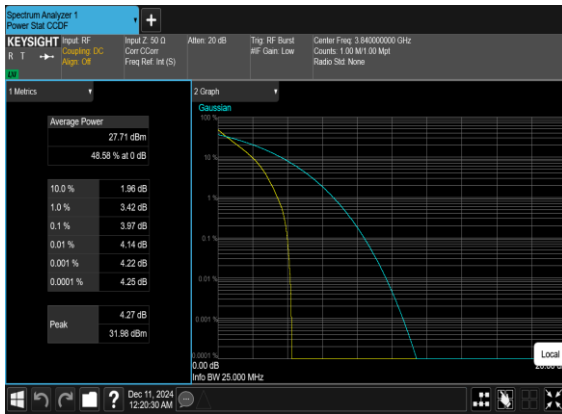 Spectrum Analyzer 1
Power Stat CCDF
+
KEYSIGHT
R T
LXI
Input: RF
Coupling: DC
Align: Off
Input Z: 50 Ω
Corr CCorr
Freq Ref: Int (S)
Atten: 20 dB
Trig: RF Burst
#IF Gain: Low
Center Freq: 3.840000000 GHz
Counts: 1.00 M/1.00 Mpt
Radio Std: None
1 Metrics
Average Power
27.71 dBm
48.58 % at 0 dB
10.0 % 1.96 dB
1.0 % 3.42 dB
0.1 % 3.97 dB
0.01 % 4.14 dB
0.001 % 4.22 dB
0.0001 % 4.25 dB
Peak
4.27 dB
31.98 dBm
2 Graph
Gaussian
100 %
10 %
1 %
0.1 %
0.01 %
0.001 %
0.0001 %
0.00 dB
Info BW 25.000 MHz
Local
?
Dec 11, 2024
12:20:30 AM